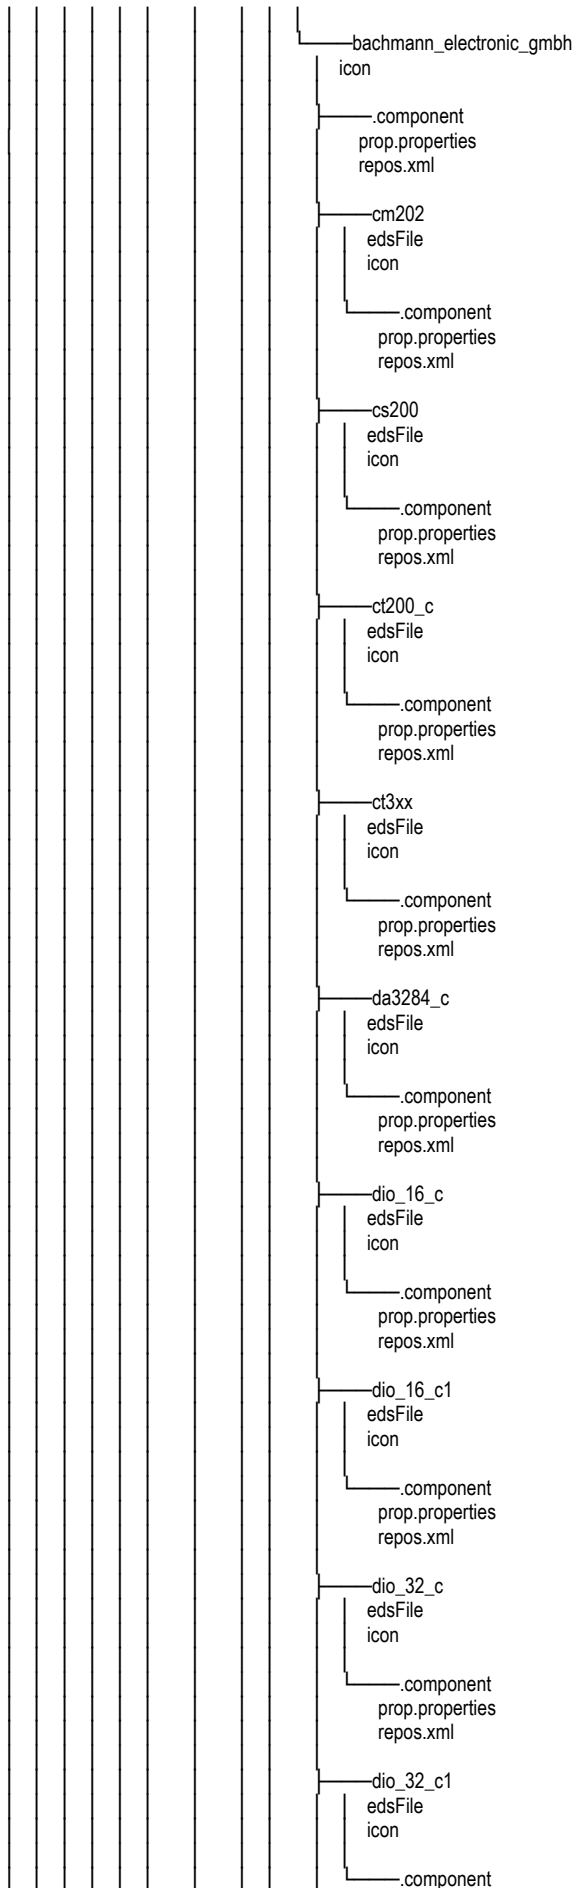 bachmann_electronic_gmbh
icon
.component
prop.properties
repos.xml
cm202
edsFile
icon
.component
prop.properties
repos.xml
cs200
edsFile
icon
.component
prop.properties
repos.xml
ct200_c
edsFile
icon
.component
prop.properties
repos.xml
ct3xx
edsFile
icon
.component
prop.properties
repos.xml
da3284_c
edsFile
icon
.component
prop.properties
repos.xml
dio_16_c
edsFile
icon
.component
prop.properties
repos.xml
dio_16_c1
edsFile
icon
.component
prop.properties
repos.xml
dio_32_c
edsFile
icon
.component
prop.properties
repos.xml
dio_32_c1
edsFile
icon
.component